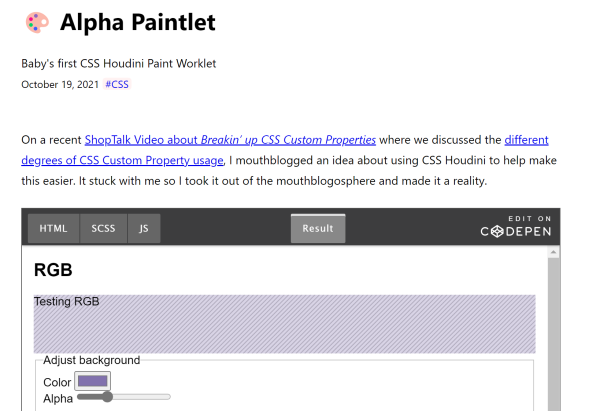 Alpha Paintlet
Baby's first CSS Houdini Paint Worklet
October 19, 2021 #CSS
On a recent ShopTalk Video about Breakin' up CSS Custom Properties where we discussed the different
degrees of CSS Custom Property usage, I mouthblogged an idea about using CSS Houdini to help make
this easier. It stuck with me so I took it out of the mouthblogosphere and made it a reality.
HTML SCSS JS Result EDIT ON
CODEPEN
RGB
Testing RGB
Adjust background
Color
Alpha